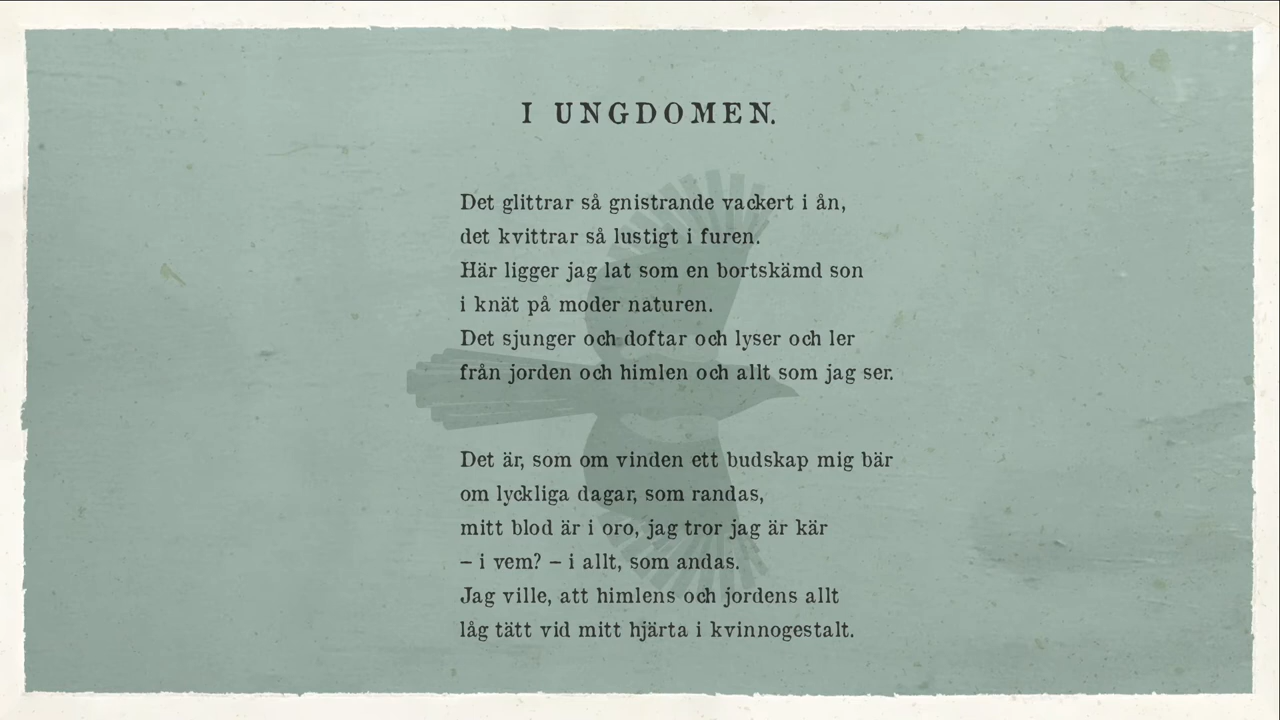 I UNGDOMEN.
Det glittrar så gnistrande vackert i ån,
det kvittrar så lustigt i furen.
Här ligger jag lat som en bortskämd son
i knät på moder naturen.
Det sjunger och doftar och lyser och ler
från jorden och himlen och allt som jag ser.
Det är, som om vinden ett budskap mig bär
om lyckliga dagar, som randas,
mitt blod är i oro, jag tror jag är kär
– i vem? – i allt, som andas.
Jag ville, att himlens och jordens allt
låg tätt vid mitt hjärta i kvinnogestalt.